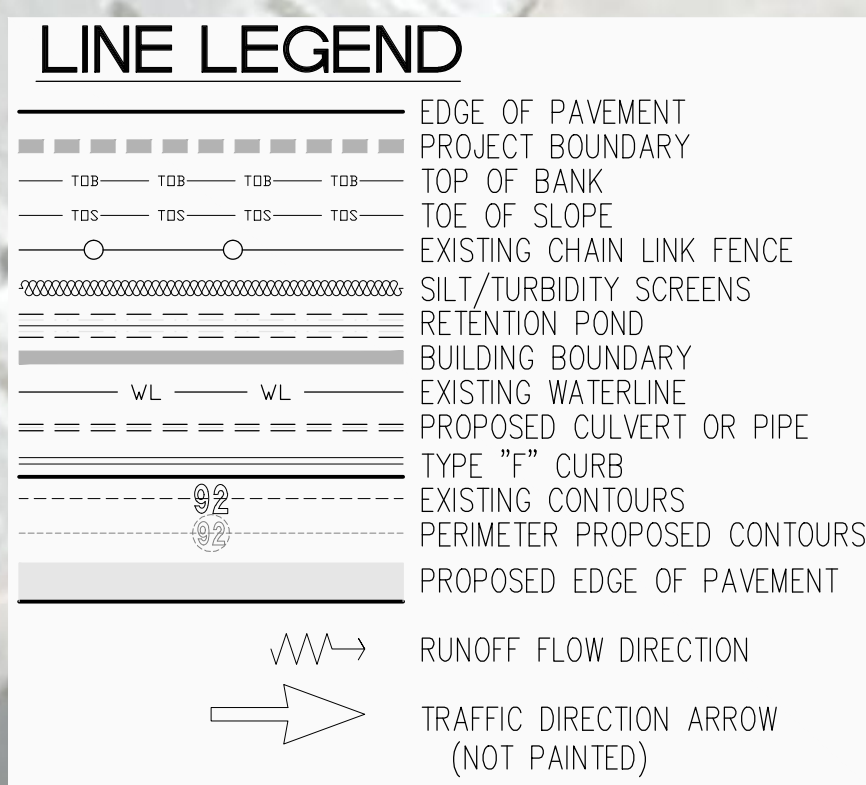 LINE LEGEND
EDGE OF PAVEMENT
PROJECT BOUNDARY
TOB TOB TOB TOB TOP OF BANK
TOS TOS TOS TOS TOE OF SLOPE
EXISTING CHAIN LINK FENCE
SILT/TURBIDITY SCREENS
RETENTION POND
BUILDING BOUNDARY
WL WL EXISTING WATERLINE
PROPOSED CULVERT OR PIPE
TYPE "F" CURB
92 EXISTING CONTOURS
92 PERIMETER PROPOSED CONTOURS
PROPOSED EDGE OF PAVEMENT
RUNOFF FLOW DIRECTION
TRAFFIC DIRECTION ARROW
(NOT PAINTED)